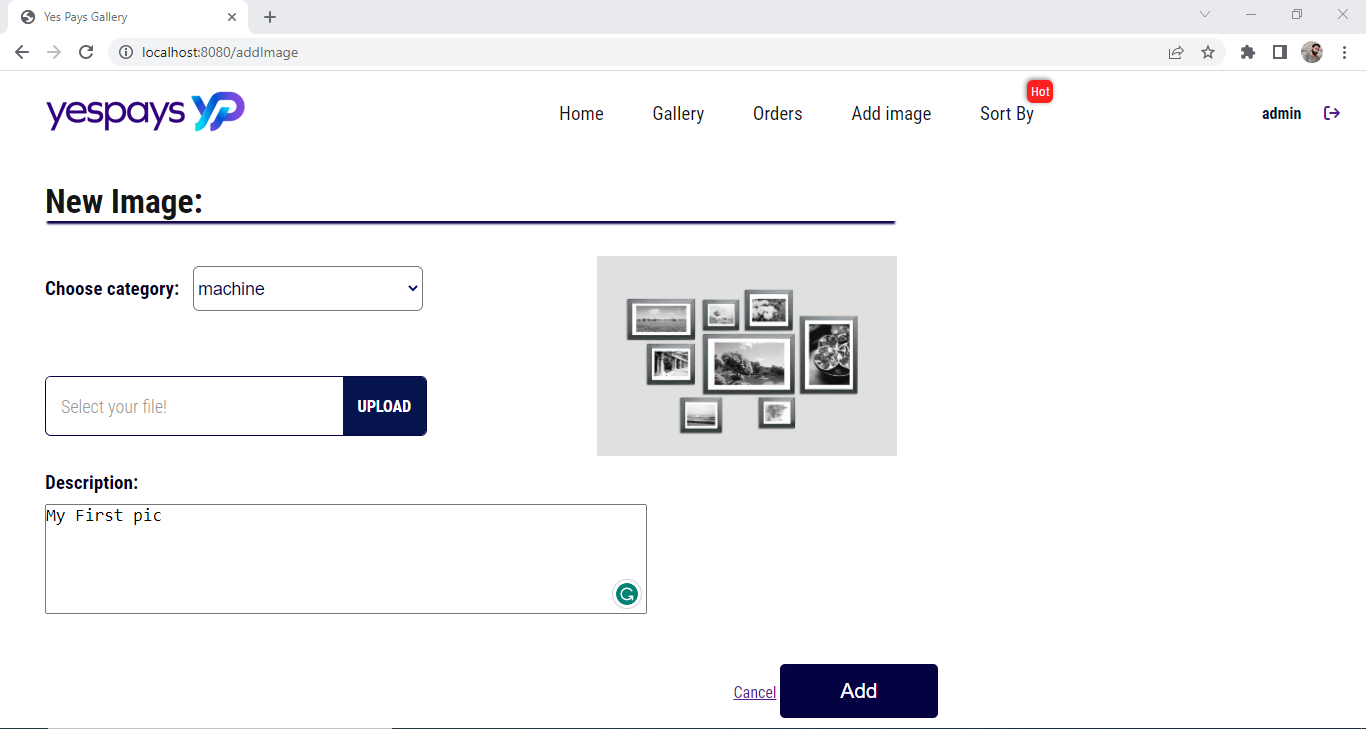 Yes Pays Gallery
localhost:8080/addImage
yespays YP
Home Gallery Orders Add image Sort By Hot
admin
New Image:
Choose category: machine
Select your file! UPLOAD
Description:
My First pic
Cancel Add